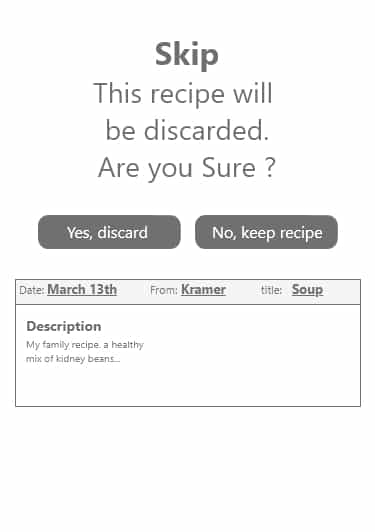 Skip
This recipe will
be discarded.
Are you Sure ?
Yes, discard No, keep recipe
Date: March 13th From: Kramer title: Soup
Description
My family recipe. a healthy
mix of kidney beans...